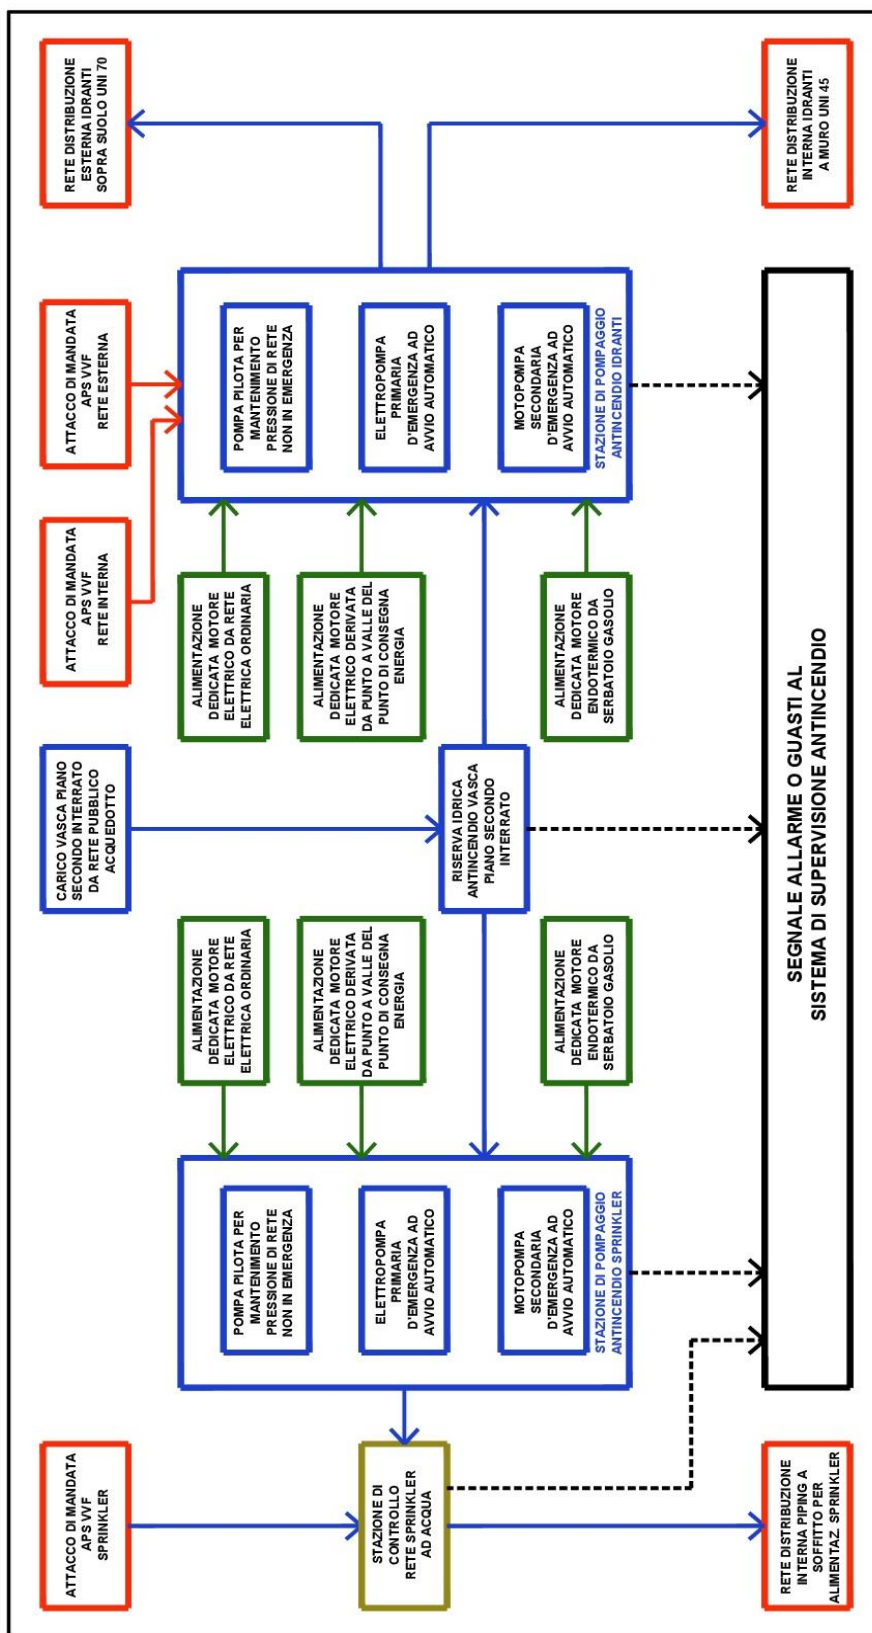 ATTACCO DI MANDATA
APS VVF
SPRINKLER
CARICO VASCA PIANO
SECONDO INTERRATO
DA RETE PUBBLICO
ACQUEDOTTO
ATTACCO DI MANDATA
APS VVF
RETE INTERNA
ATTACCO DI MANDATA
APS VVF
RETE ESTERNA
RETE DISTRIBUZIONE
ESTERNA IDRANTI
SOPRA SUOLO UNI 70
POMPA PILOTA PER
MANTENIMENTO
PRESSIONE DI RETE
NON IN EMERGENZA
ELETTROPOMPA
PRIMARIA
D'EMERGENZA AD
AVVIO AUTOMATICO
MOTOPOMPA
SECONDARIA
D'EMERGENZA AD
AVVIO AUTOMATICO
STAZIONE DI POMPAGGIO
ANTINCENDIO SPRINKLER
ALIMENTAZIONE
DEDICATA MOTORE
ELETTRICO DA RETE
ELETTRICA ORDINARIA
ALIMENTAZIONE
DEDICATA MOTORE
ELETTRICO DERIVATA
DA PUNTO A VALLE DEL
PUNTO DI CONSEGNA
ENERGIA
ALIMENTAZIONE
DEDICATA MOTORE
ENDOTERMICO DA
SERBATOIO GASOLIO
RISERVA IDRICA
ANTINCENDIO VASCA
PIANO SECONDO
INTERRATO
ALIMENTAZIONE
DEDICATA MOTORE
ELETTRICO DA RETE
ELETTRICA ORDINARIA
ALIMENTAZIONE
DEDICATA MOTORE
ELETTRICO DERIVATA
DA PUNTO A VALLE DEL
PUNTO DI CONSEGNA
ENERGIA
ALIMENTAZIONE
DEDICATA MOTORE
ENDOTERMICO DA
SERBATOIO GASOLIO
POMPA PILOTA PER
MANTENIMENTO
PRESSIONE DI RETE
NON IN EMERGENZA
ELETTROPOMPA
PRIMARIA
D'EMERGENZA AD
AVVIO AUTOMATICO
MOTOPOMPA
SECONDARIA
D'EMERGENZA AD
AVVIO AUTOMATICO
STAZIONE DI POMPAGGIO
ANTINCENDIO IDRANTI
STAZIONE DI
CONTROLLO
RETE SPRINKLER
AD ACQUA
RETE DISTRIBUZIONE
INTERNA PIPING A
SOFFITTO PER
ALIMENTAZ. SPRINKLER
SEGNALE ALLARME O GUASTI AL
SISTEMA DI SUPERVISIONE ANTINCENDIO
RETE DISTRIBUZIONE
INTERNA IDRANTI
A MURO UNI 45